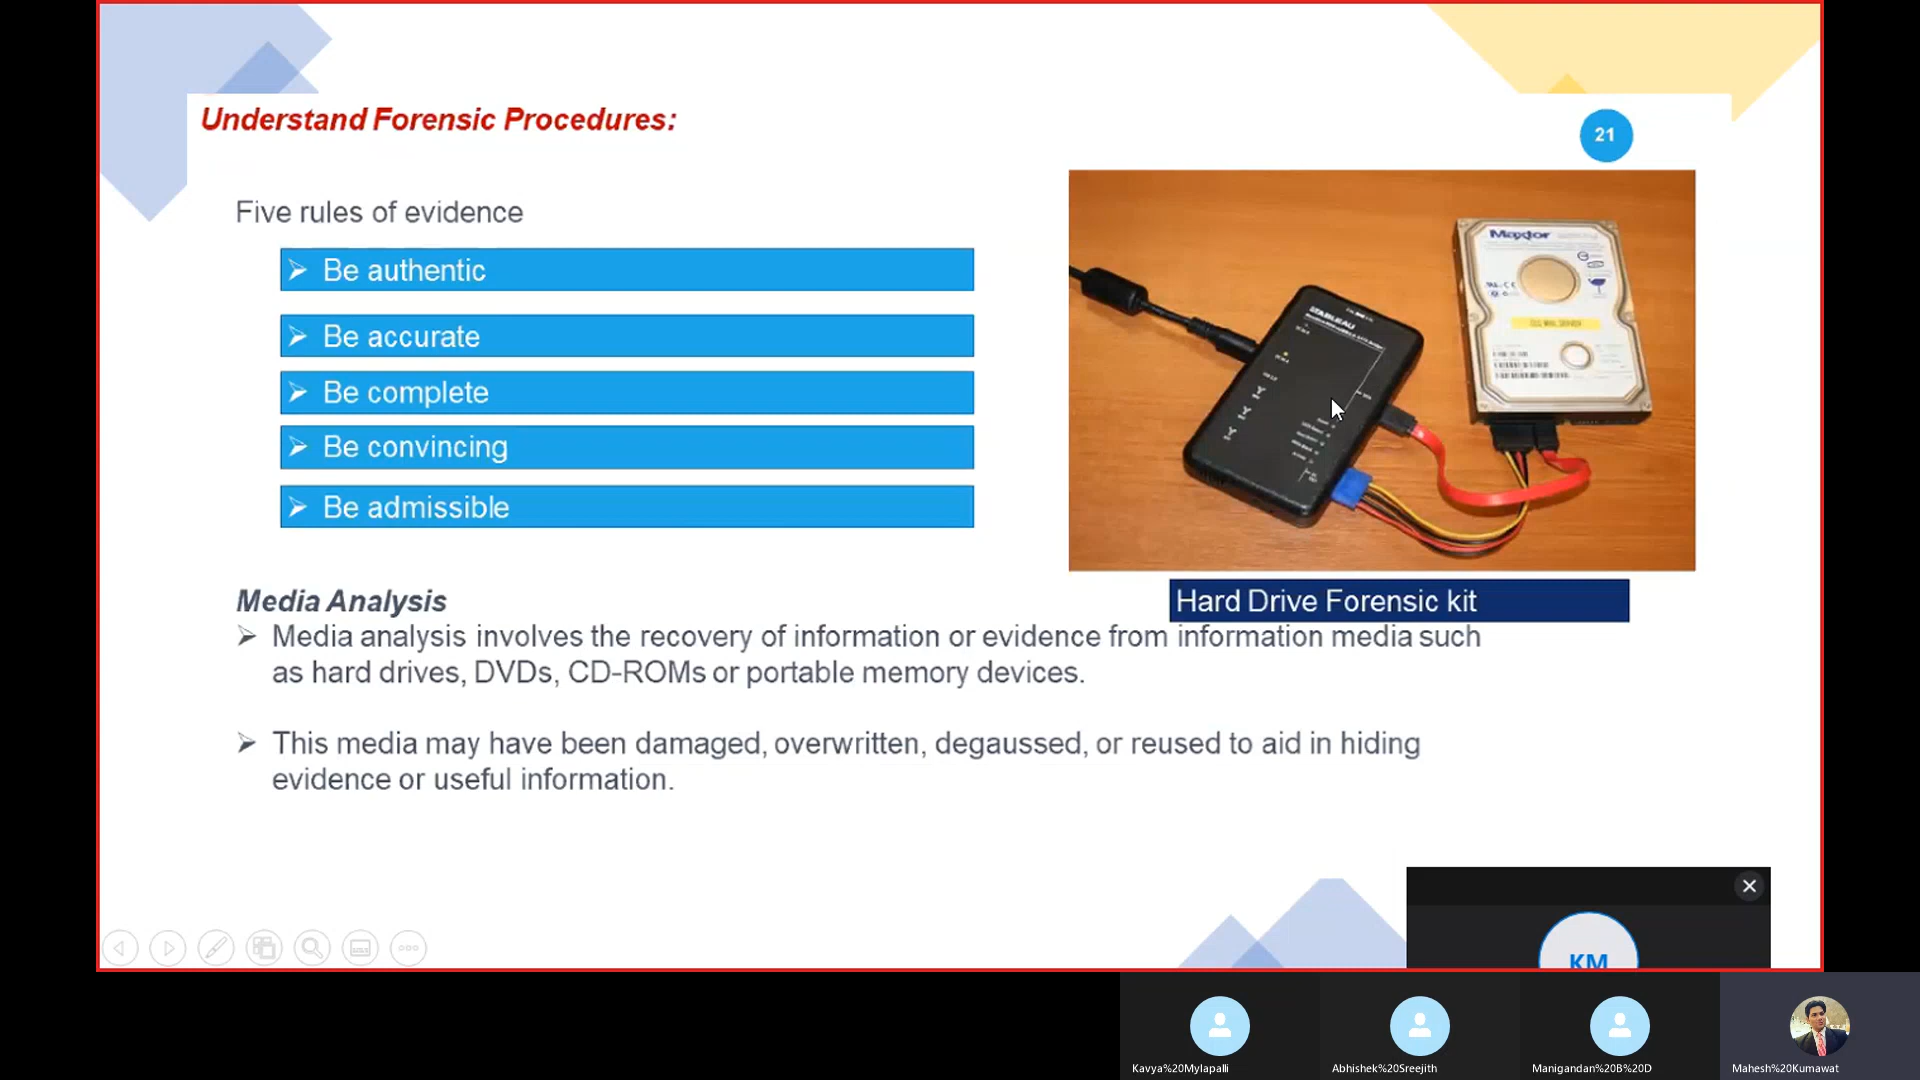 Understand Forensic Procedures:
21
Five rules of evidence
➢ Be authentic
➢ Be accurate
➢ Be complete
➢ Be convincing
➢ Be admissible
Maxtor
TABLEAU
Hard Drive Forensic kit
Media Analysis
➢ Media analysis involves the recovery of information or evidence from information media such
as hard drives, DVDs, CD-ROMs or portable memory devices.
➢ This media may have been damaged, overwritten, degaussed, or reused to aid in hiding
evidence or useful information.
KM
Kavya%20Mylapalli
Abhishek%20Sreejith
Manigandan%20B%20D
Mahesh%20Kumawat